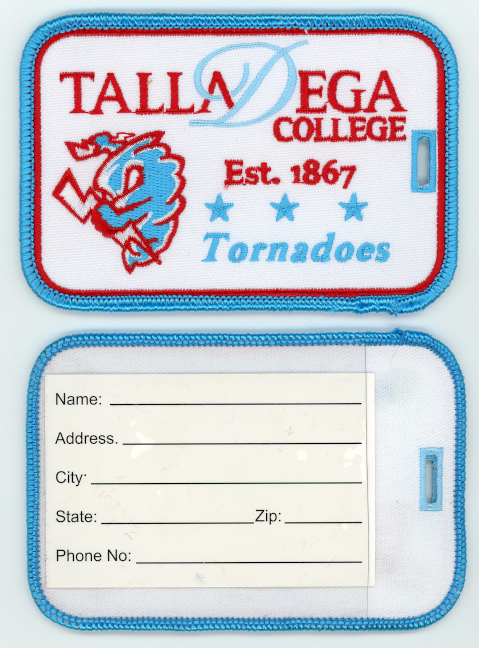 TALLADEGA
COLLEGE
Est. 1867
Tornadoes
Name:
Address.
City·
State: Zip:
Phone No: